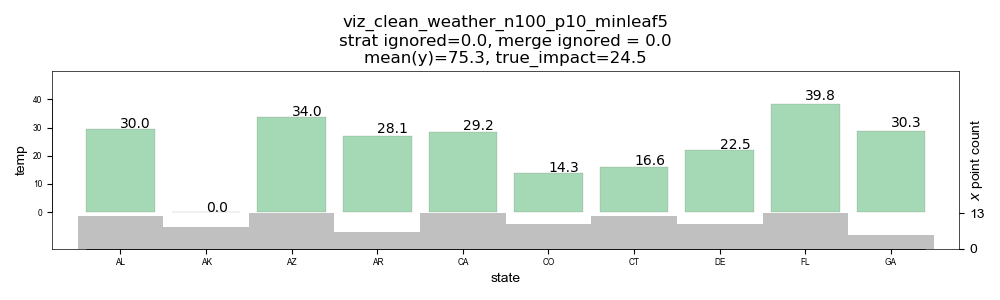 viz_clean_weather_n100_p10_minleaf5
strat ignored=0.0, merge ignored = 0.0
mean(y)=75.3, true_impact=24.5
temp
40
30
20
10
0
30.0
0.0
34.0
28.1
29.2
14.3
16.6
22.5
39.8
30.3
x point count
13
0
AL AK AZ AR CA CO CT DE FL GA
state